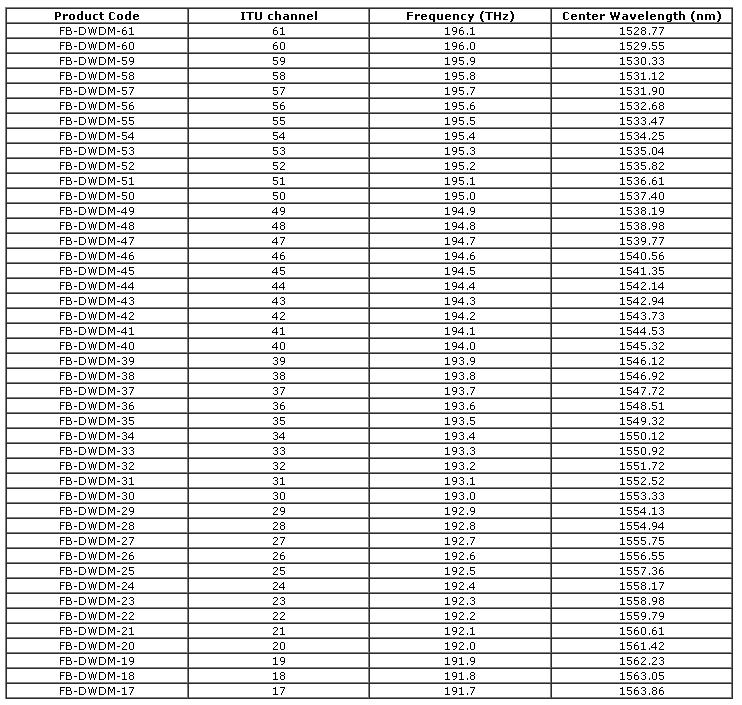 Product Code ITU channel Frequency (THz) Center Wavelength (nm)
FB-DWDM-61 61 196.1 1528.77
FB-DWDM-60 60 196.0 1529.55
FB-DWDM-59 59 195.9 1530.33
FB-DWDM-58 58 195.8 1531.12
FB-DWDM-57 57 195.7 1531.90
FB-DWDM-56 56 195.6 1532.68
FB-DWDM-55 55 195.5 1533.47
FB-DWDM-54 54 195.4 1534.25
FB-DWDM-53 53 195.3 1535.04
FB-DWDM-52 52 195.2 1535.82
FB-DWDM-51 51 195.1 1536.61
FB-DWDM-50 50 195.0 1537.40
FB-DWDM-49 49 194.9 1538.19
FB-DWDM-48 48 194.8 1538.98
FB-DWDM-47 47 194.7 1539.77
FB-DWDM-46 46 194.6 1540.56
FB-DWDM-45 45 194.5 1541.35
FB-DWDM-44 44 194.4 1542.14
FB-DWDM-43 43 194.3 1542.94
FB-DWDM-42 42 194.2 1543.73
FB-DWDM-41 41 194.1 1544.53
FB-DWDM-40 40 194.0 1545.32
FB-DWDM-39 39 193.9 1546.12
FB-DWDM-38 38 193.8 1546.92
FB-DWDM-37 37 193.7 1547.72
FB-DWDM-36 36 193.6 1548.51
FB-DWDM-35 35 193.5 1549.32
FB-DWDM-34 34 193.4 1550.12
FB-DWDM-33 33 193.3 1550.92
FB-DWDM-32 32 193.2 1551.72
FB-DWDM-31 31 193.1 1552.52
FB-DWDM-30 30 193.0 1553.33
FB-DWDM-29 29 192.9 1554.13
FB-DWDM-28 28 192.8 1554.94
FB-DWDM-27 27 192.7 1555.75
FB-DWDM-26 26 192.6 1556.55
FB-DWDM-25 25 192.5 1557.36
FB-DWDM-24 24 192.4 1558.17
FB-DWDM-23 23 192.3 1558.98
FB-DWDM-22 22 192.2 1559.79
FB-DWDM-21 21 192.1 1560.61
FB-DWDM-20 20 192.0 1561.42
FB-DWDM-19 19 191.9 1562.23
FB-DWDM-18 18 191.8 1563.05
FB-DWDM-17 17 191.7 1563.86